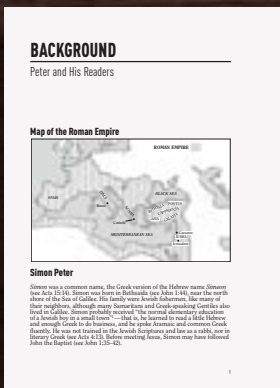 BACKGROUND
Peter and His Readers
Map of the Roman Empire
ROMAN EMPIRE
BLACK SEA
SPAIN
ITALY
Rome
PONTUS
BITHYNIA
CAPPADOCIA
ASIA
GALATIA
GREECE
Corinth
MEDITERRANEAN SEA
Caesarea
Jerusalem
Simon Peter
Simon was a common name, the Greek version of the Hebrew name Simeon
(see Acts 15:14). Simon was born in Bethsaida (see John 1:44), near the north
shore of the Sea of Galilee. His family were Jewish fishermen, like many of
their neighbors, although many Samaritans and Greek-speaking Gentiles also
lived in Galilee. Simon probably received "the normal elementary education
of a Jewish boy in a small town" — that is, he learned to read a little Hebrew
and enough Greek to do business, and he spoke Aramaic and common Greek
fluently. He was not trained in the Jewish Scriptures and law as a rabbi, nor in
literary Greek (see Acts 4:13). Before meeting Jesus, Simon may have followed
John the Baptist (see John 1:35-42).